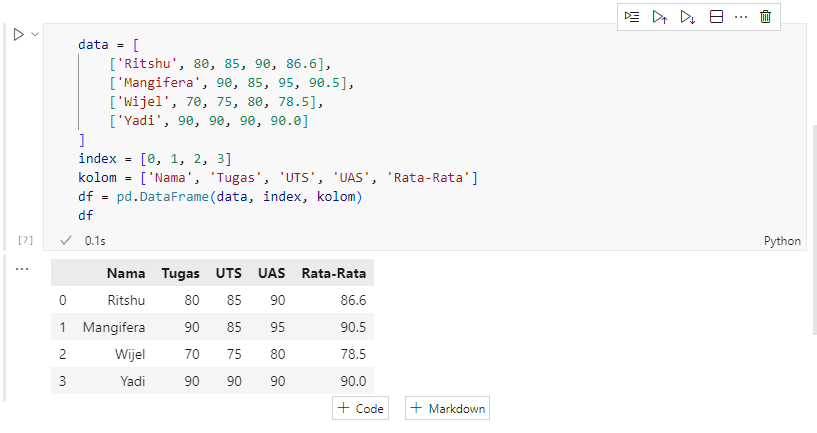 data = [
    ['Ritshu', 80, 85, 90, 86.6],
    ['Mangifera', 90, 85, 95, 90.5],
    ['Wijel', 70, 75, 80, 78.5],
    ['Yadi', 90, 90, 90, 90.0]
]
index = [0, 1, 2, 3]
kolom = ['Nama', 'Tugas', 'UTS', 'UAS', 'Rata-Rata']
df = pd.DataFrame(data, index, kolom)
df
[7] 0.1s Python
Nama Tugas UTS UAS Rata-Rata
0 Ritshu 80 85 90 86.6
1 Mangifera 90 85 95 90.5
2 Wijel 70 75 80 78.5
3 Yadi 90 90 90 90.0
+ Code + Markdown